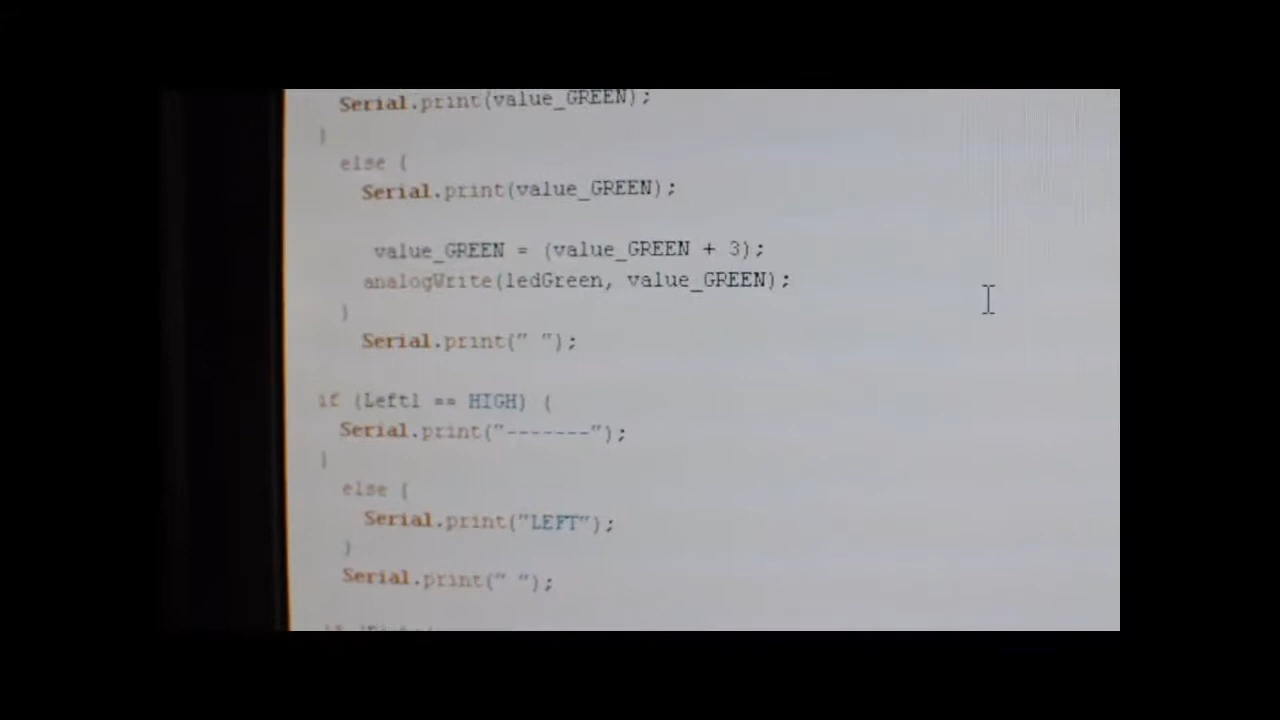 Serial.print(value_GREEN);
}
else {
Serial.print(value_GREEN);
value_GREEN = (value_GREEN + 3);
analogWrite(ledGreen, value_GREEN);
}
Serial.print(" ");
if (Left1 == HIGH) {
Serial.print("-------");
}
else {
Serial.print("LEFT");
}
Serial.print(" ");